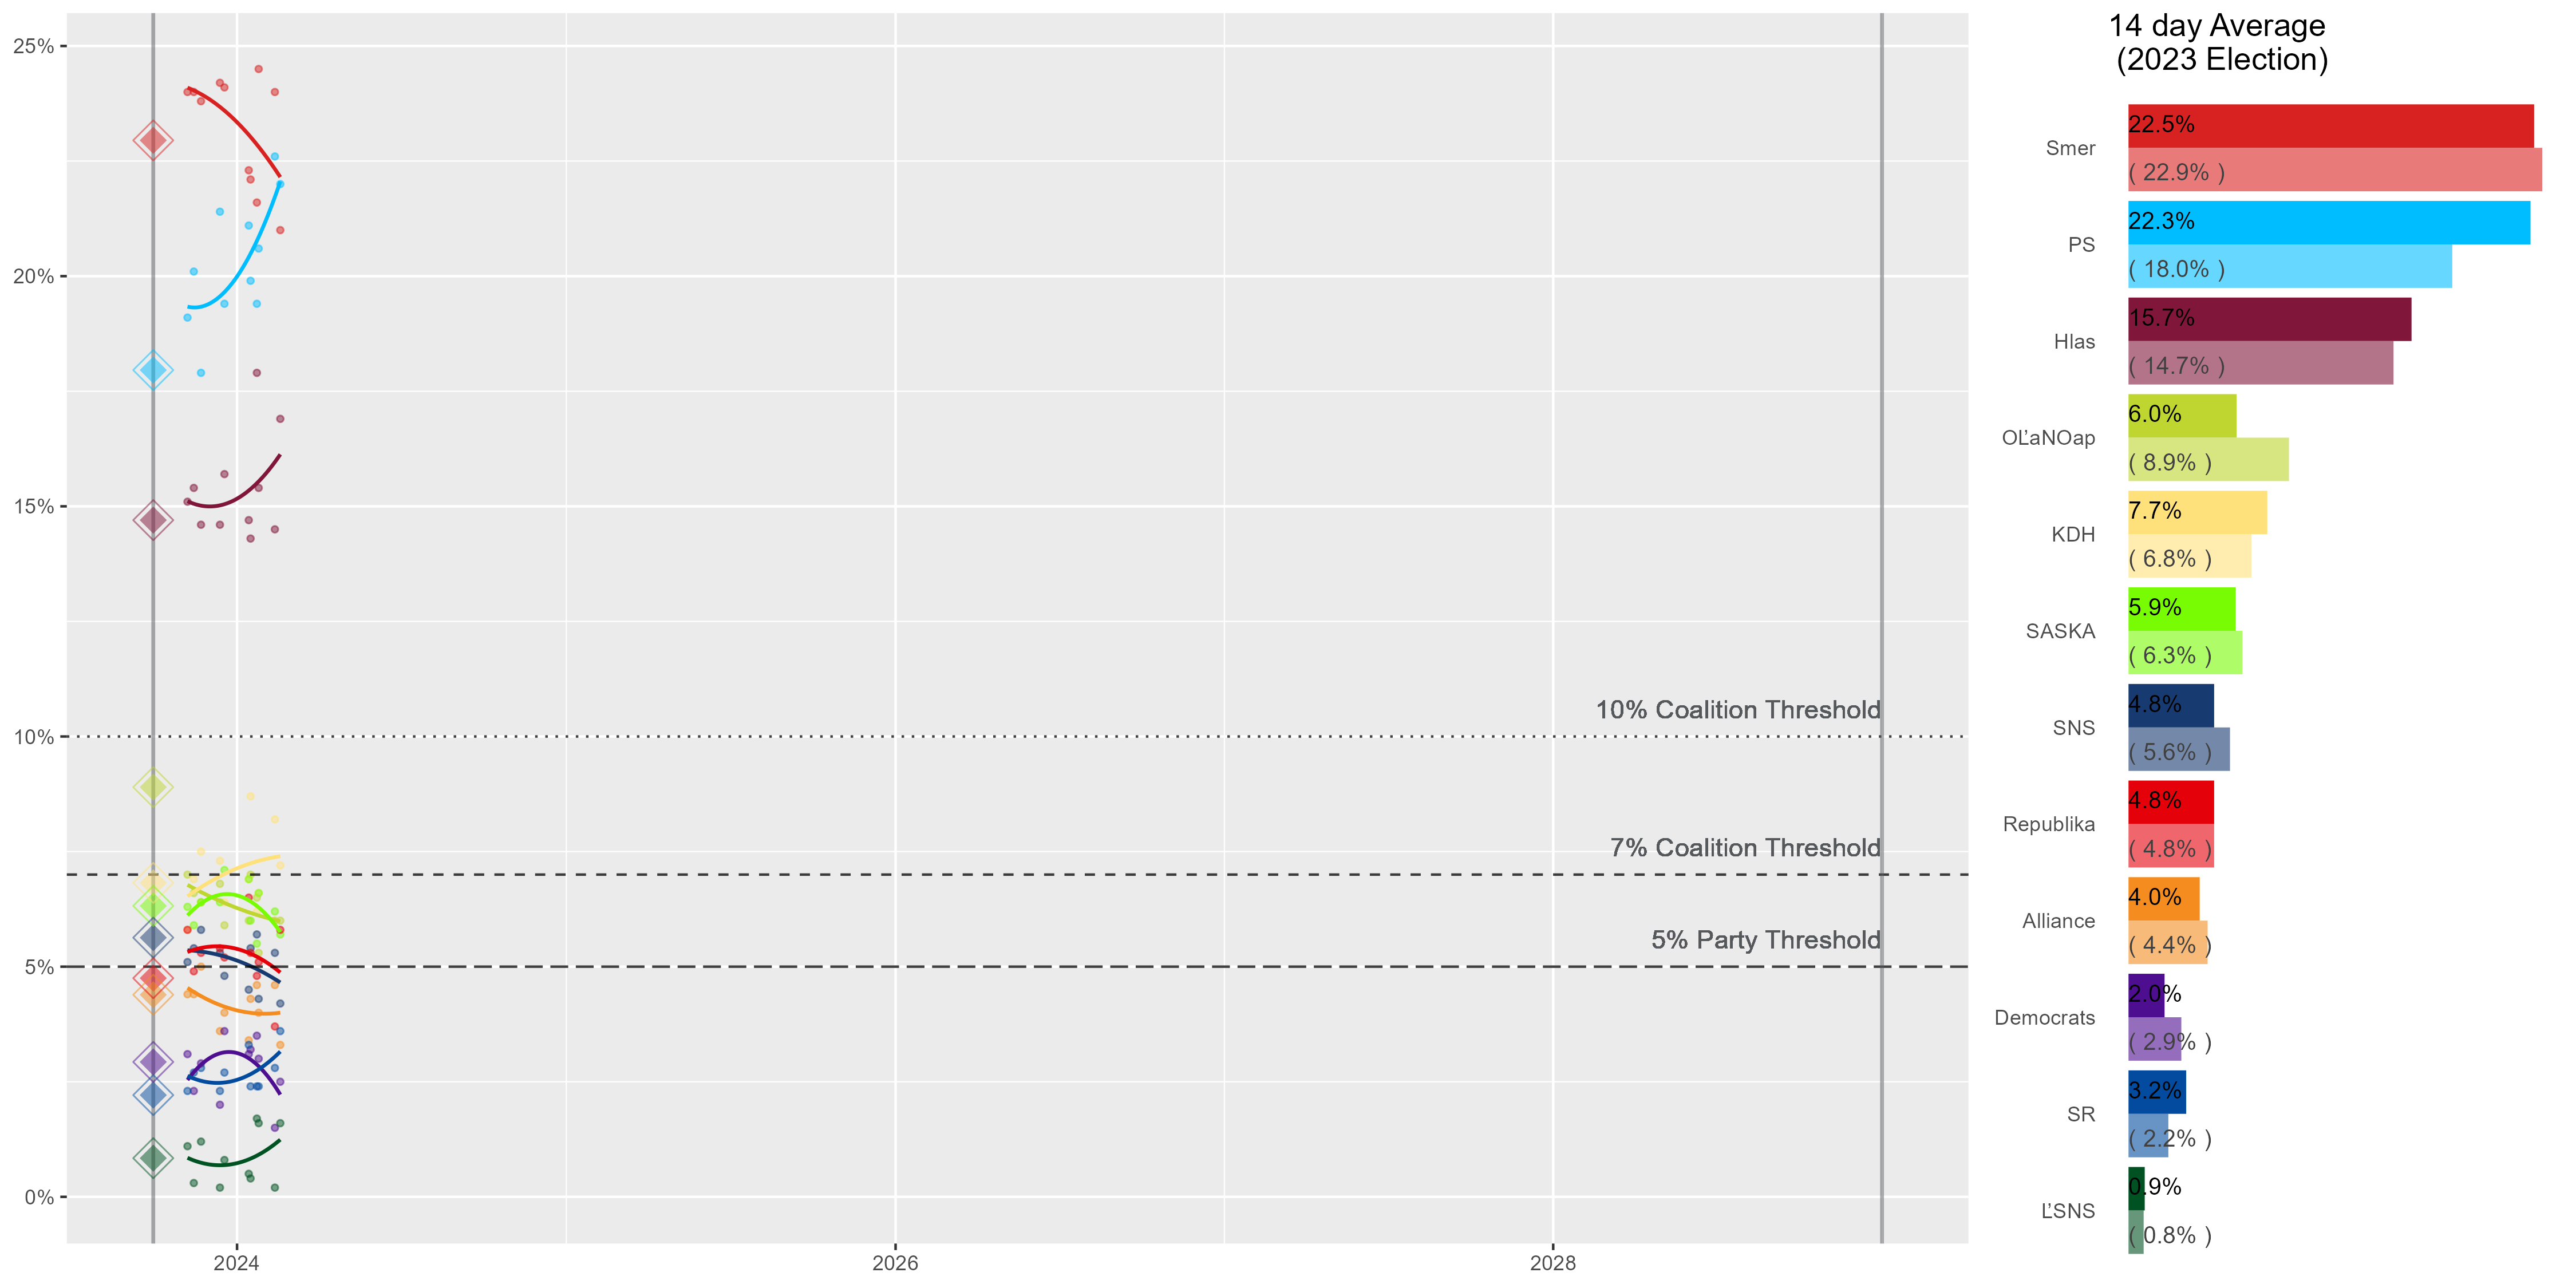 25%
20%
15%
10%
5%
0%
2024
2026
2028
10% Coalition Threshold
7% Coalition Threshold
5% Party Threshold
14 day Average
(2023 Election)
Smer
22.5%
( 22.9% )
PS
22.3%
( 18.0% )
Hlas
15.7%
( 14.7% )
OĽaNOap
6.0%
( 8.9% )
KDH
7.7%
( 6.8% )
SASKA
5.9%
( 6.3% )
SNS
4.8%
( 5.6% )
Republika
4.8%
( 4.8% )
Alliance
4.0%
( 4.4% )
Democrats
2.0%
( 2.9% )
SR
3.2%
( 2.2% )
ĽSNS
0.9%
( 0.8% )